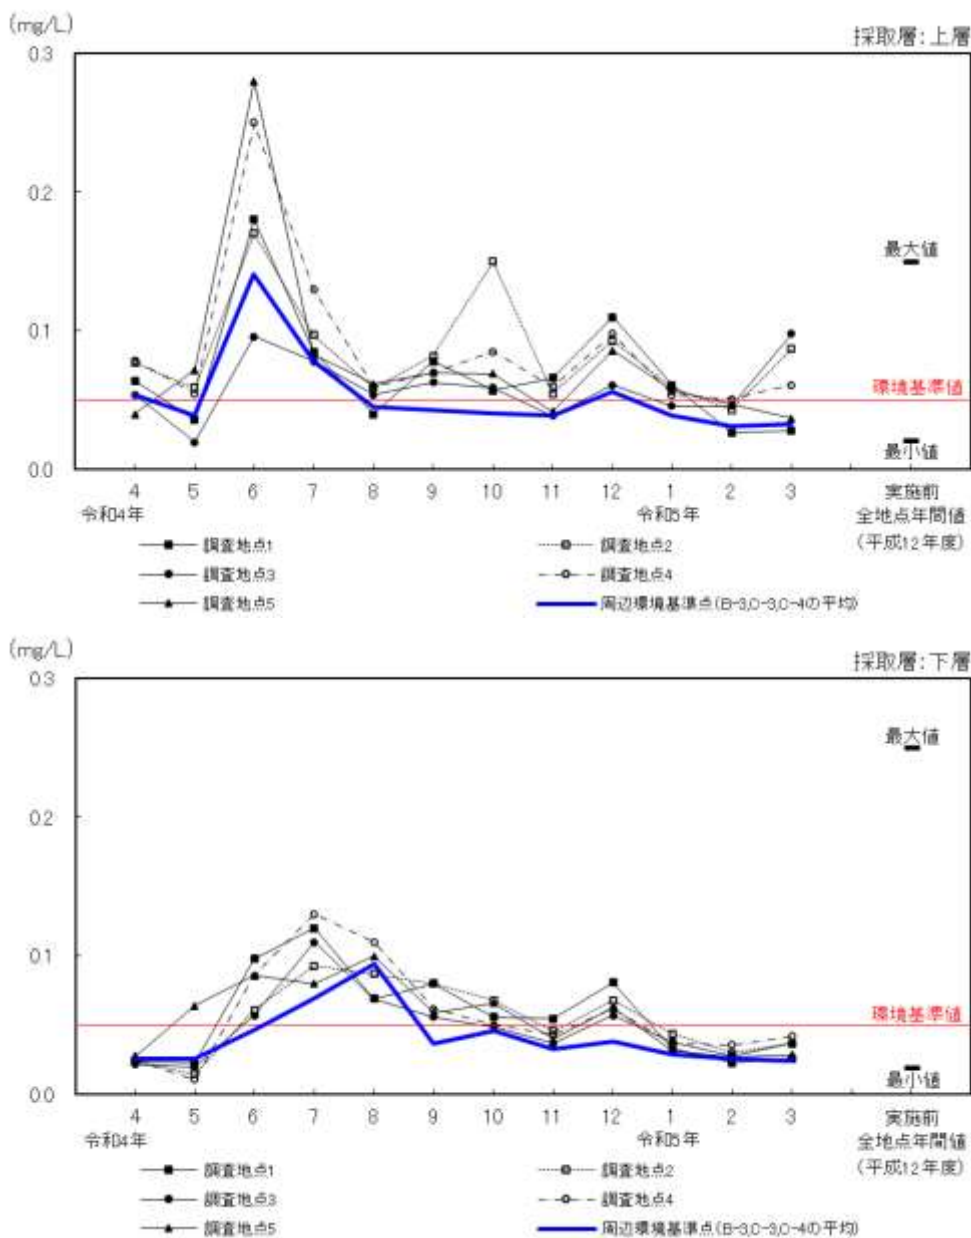 (mg/L)
採取層:上層
0.3
0.2
最大値
0.1
環境基準値
最小値
0.0
4 5 6 7 8 9 10 11 12 1 2 3 実施前
令和4年 令和5年 全地点年間値
(平成12年度)
調査地点1 調査地点2
調査地点3 調査地点4
調査地点5 周辺環境基準点(B-3,C-3,C-4の平均)
(mg/L)
採取層:下層
0.3
最大値
0.2
0.1
環境基準値
最小値
0.0
4 5 6 7 8 9 10 11 12 1 2 3 実施前
令和4年 令和5年 全地点年間値
(平成12年度)
調査地点1 調査地点2
調査地点3 調査地点4
調査地点5 周辺環境基準点(B-3,C-3,C-4の平均)